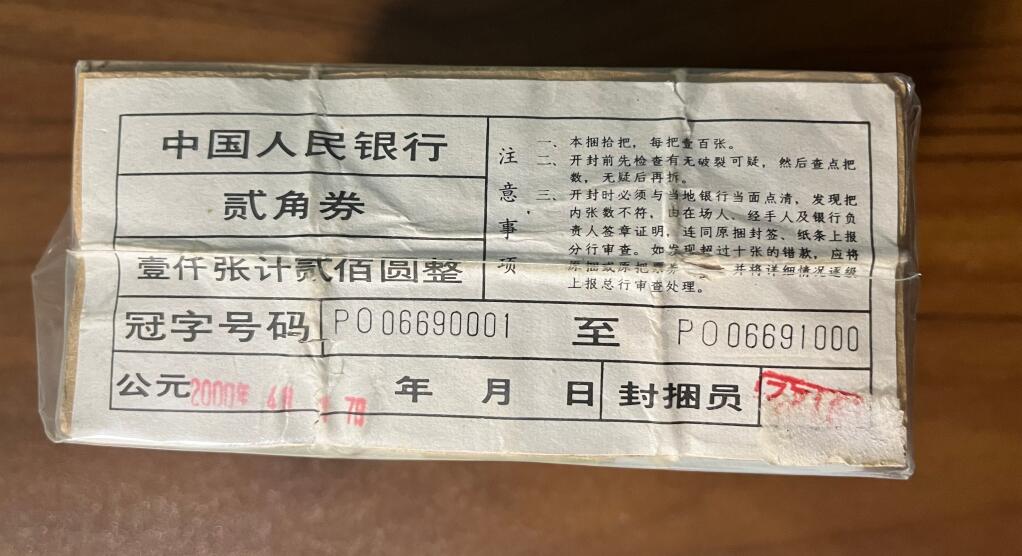 中国人民银行
贰角券
壹仟张计贰佰圆整
注意事项
一、本捆拾把，每把壹百张。
二、开封前先检查有无破裂可疑，然后查点把
数，无疑后再拆。
三、开封时必须与当地银行当面点清，发现把
内张数不符，由在场人、经手人及银行负
责人签章证明，连同原捆封签、纸条上报
分行审查。如发现超过十张的错款，应将
原捆或原把票券 并将详细情况逐级
上报总行审查处理。
冠字号码 PO06690001 至 PO06691000
公元 2000年 4月 年 月 日 封捆员